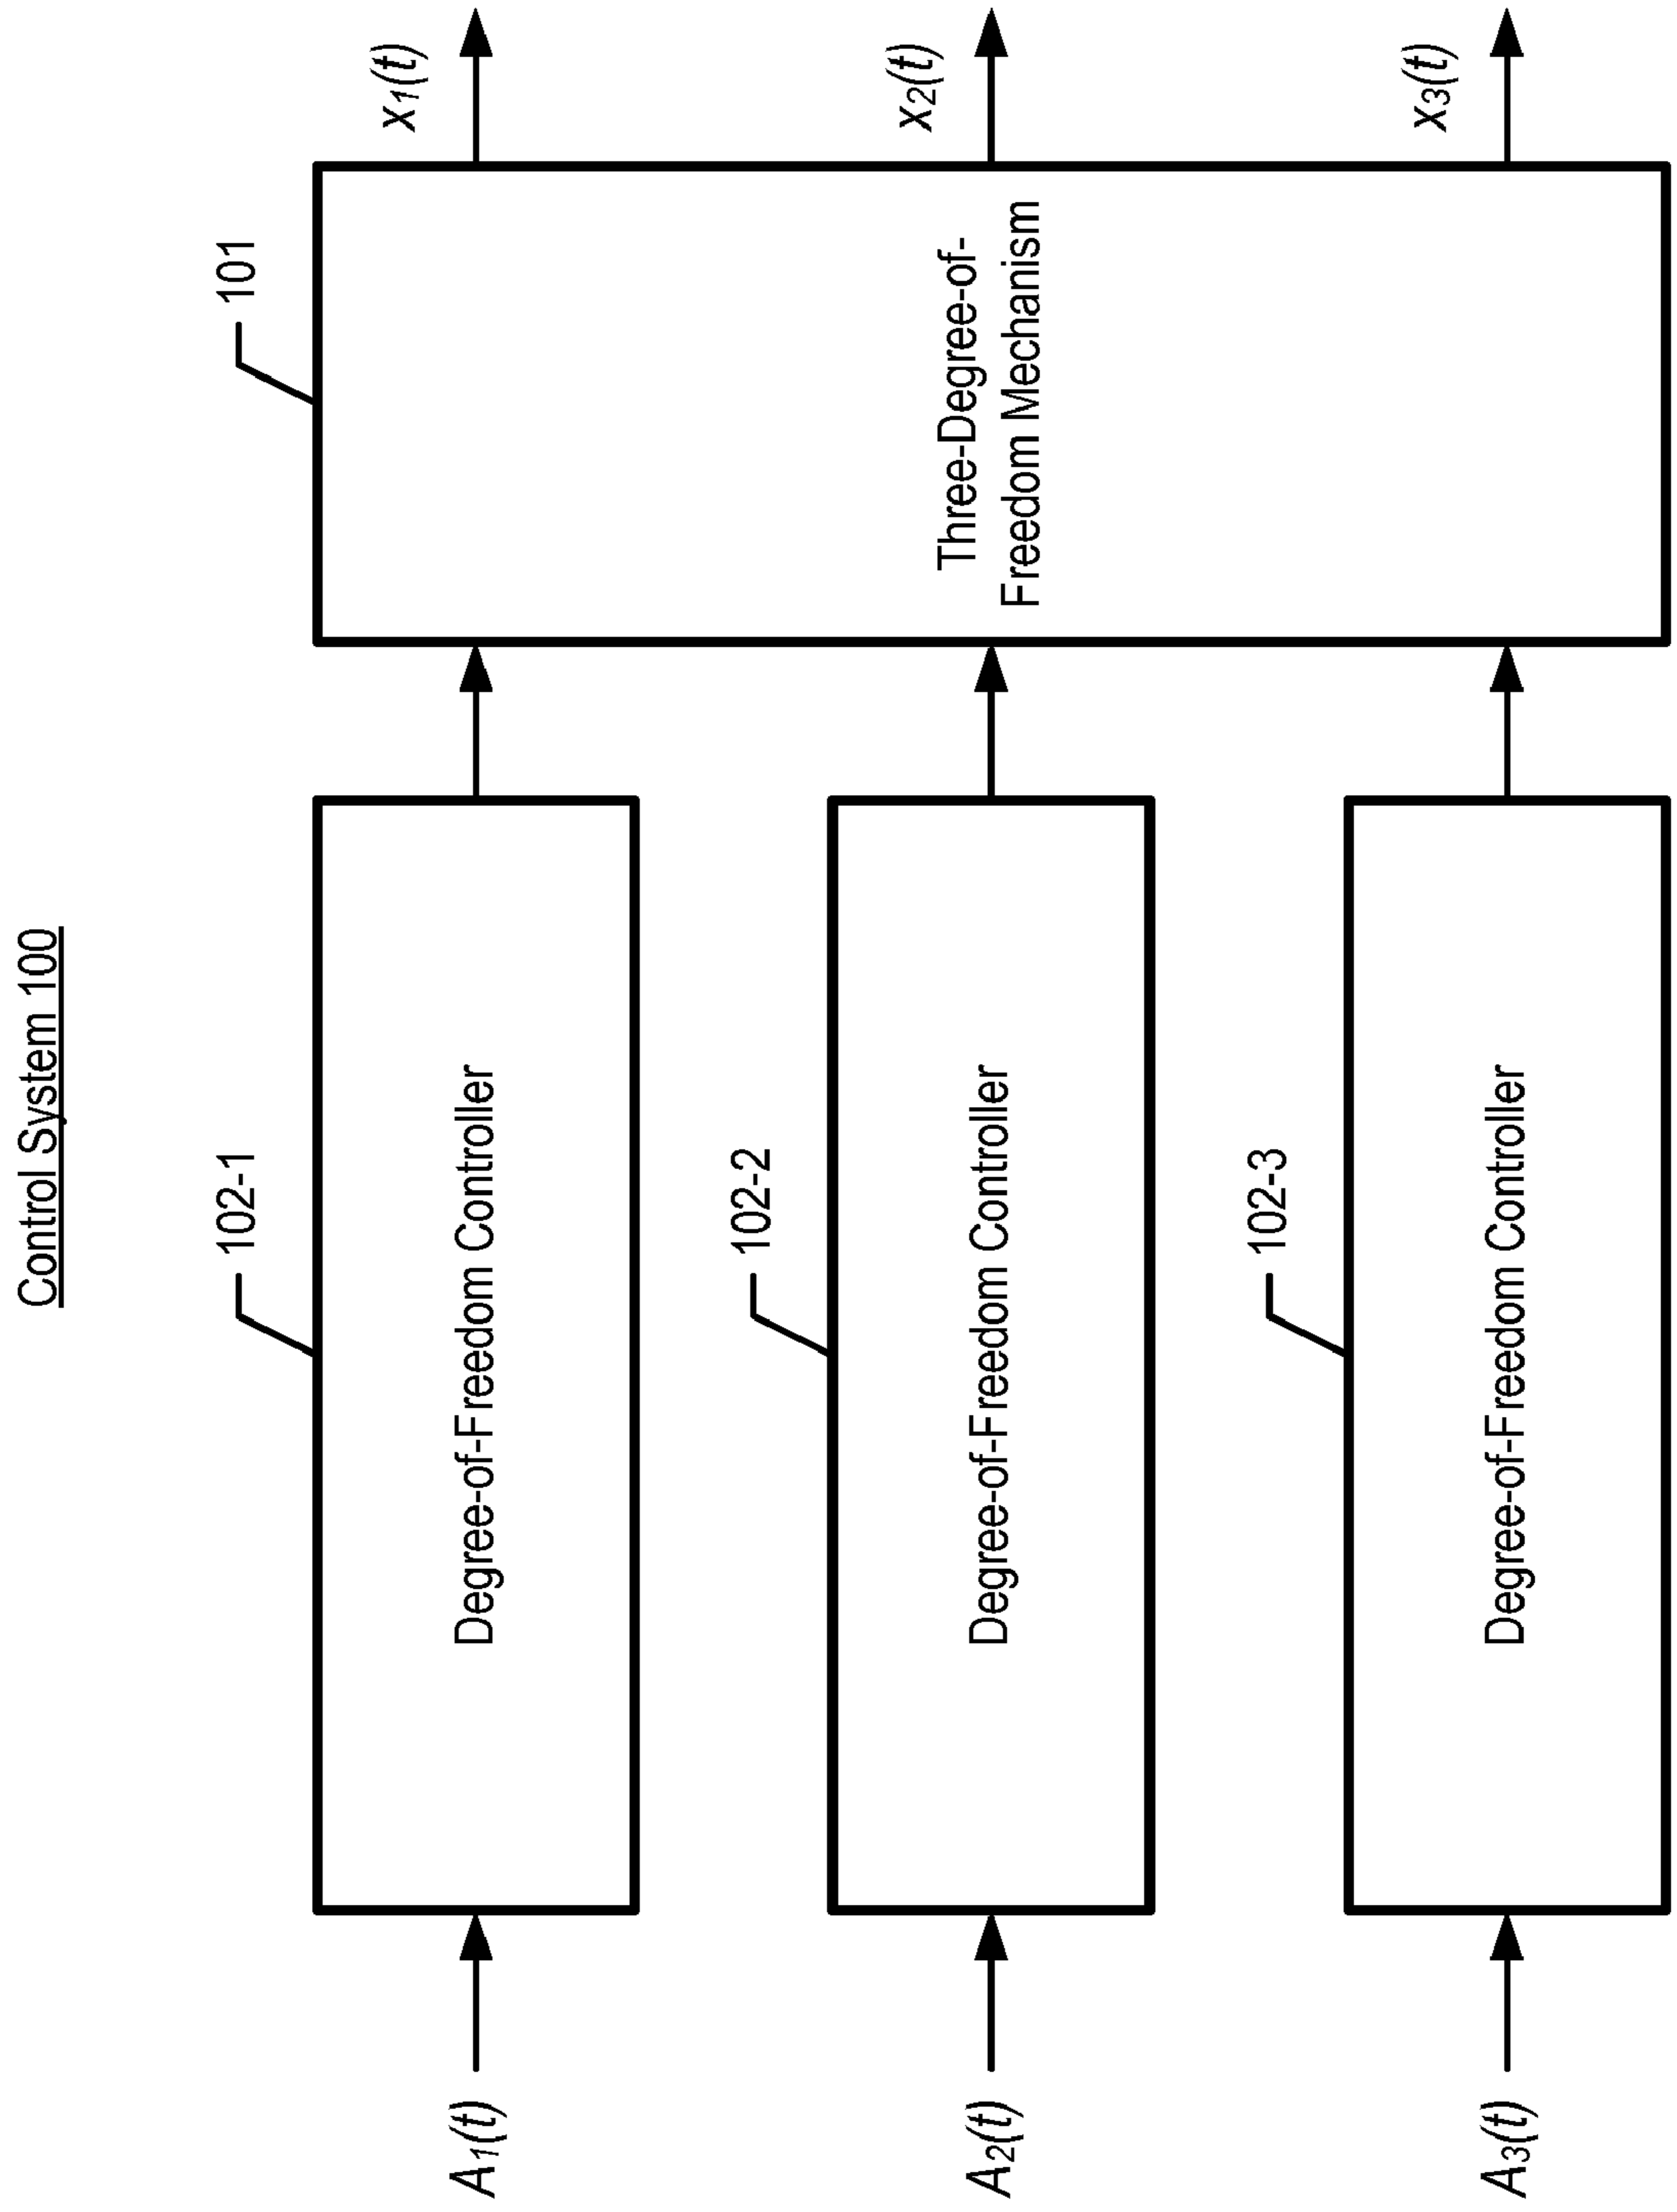 Control System 100
102-1
101
A1(t)
Degree-of-Freedom Controller
x1(t)
102-2
A2(t)
Degree-of-Freedom Controller
Three-Degree-of-
Freedom Mechanism
x2(t)
102-3
A3(t)
Degree-of-Freedom Controller
x3(t)